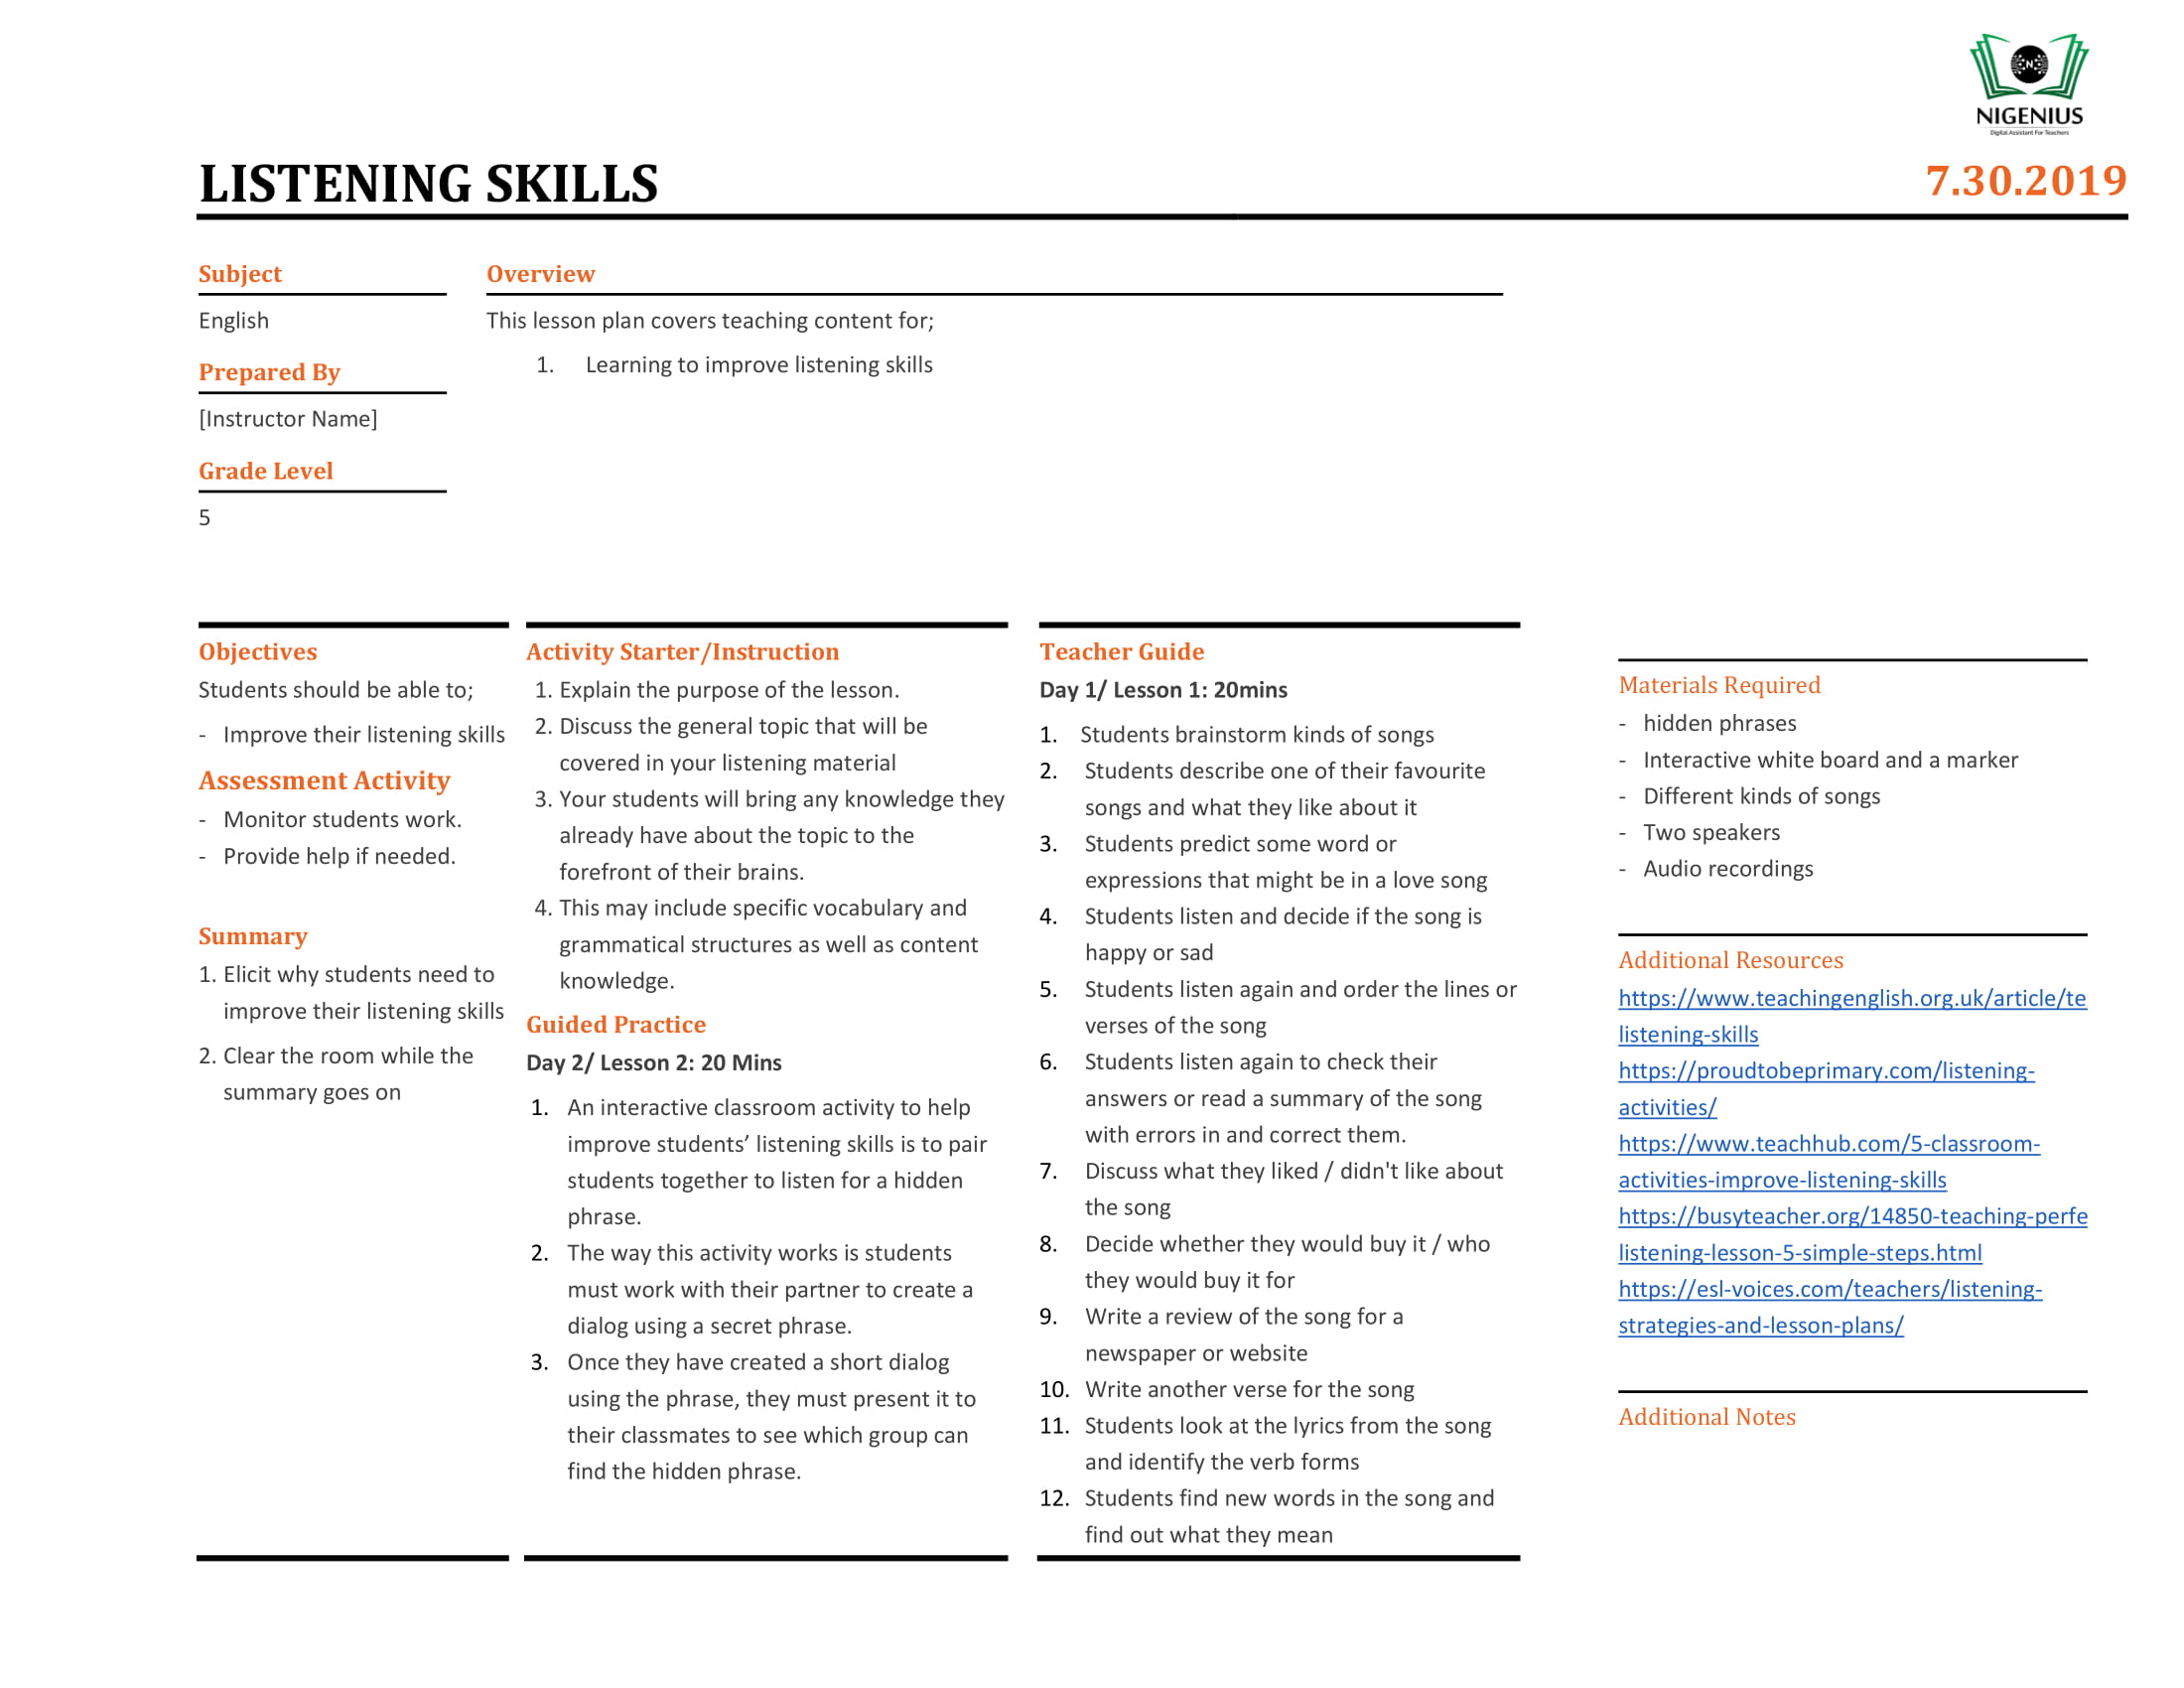 NIGENIUS
Digital Assistant For Teachers
LISTENING SKILLS
7.30.2019
Subject
English
Prepared By
[Instructor Name]
Grade Level
5
Overview
This lesson plan covers teaching content for;
1. Learning to improve listening skills
Objectives
Students should be able to;
- Improve their listening skills
Assessment Activity
- Monitor students work.
- Provide help if needed.
Summary
1. Elicit why students need to
improve their listening skills
2. Clear the room while the
summary goes on
Activity Starter/Instruction
1. Explain the purpose of the lesson.
2. Discuss the general topic that will be
covered in your listening material
3. Your students will bring any knowledge they
already have about the topic to the
forefront of their brains.
4. This may include specific vocabulary and
grammatical structures as well as content
knowledge.
Guided Practice
Day 2/ Lesson 2: 20 Mins
1. An interactive classroom activity to help
improve students’ listening skills is to pair
students together to listen for a hidden
phrase.
2. The way this activity works is students
must work with their partner to create a
dialog using a secret phrase.
3. Once they have created a short dialog
using the phrase, they must present it to
their classmates to see which group can
find the hidden phrase.
Teacher Guide
Day 1/ Lesson 1: 20mins
1. Students brainstorm kinds of songs
2. Students describe one of their favourite
songs and what they like about it
3. Students predict some word or
expressions that might be in a love song
4. Students listen and decide if the song is
happy or sad
5. Students listen again and order the lines or
verses of the song
6. Students listen again to check their
answers or read a summary of the song
with errors in and correct them.
7. Discuss what they liked / didn't like about
the song
8. Decide whether they would buy it / who
they would buy it for
9. Write a review of the song for a
newspaper or website
10. Write another verse for the song
11. Students look at the lyrics from the song
and identify the verb forms
12. Students find new words in the song and
find out what they mean
Materials Required
- hidden phrases
- Interactive white board and a marker
- Different kinds of songs
- Two speakers
- Audio recordings
Additional Resources
https://www.teachingenglish.org.uk/article/te
listening-skills
https://proudtobeprimary.com/listening-
activities/
https://www.teachhub.com/5-classroom-
activities-improve-listening-skills
https://busyteacher.org/14850-teaching-perfe
listening-lesson-5-simple-steps.html
https://esl-voices.com/teachers/listening-
strategies-and-lesson-plans/
Additional Notes